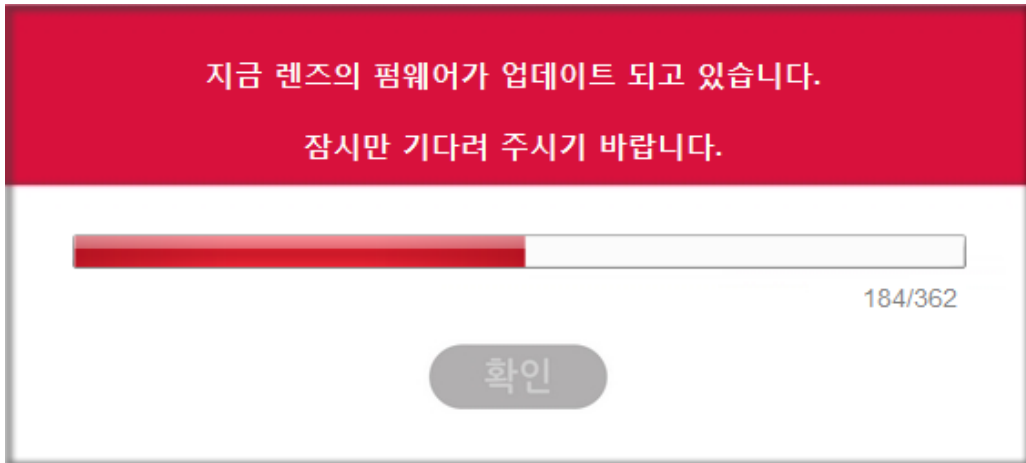 지금 렌즈의 펌웨어가 업데이트 되고 있습니다.
잠시만 기다려 주시기 바랍니다.
184/362
확인